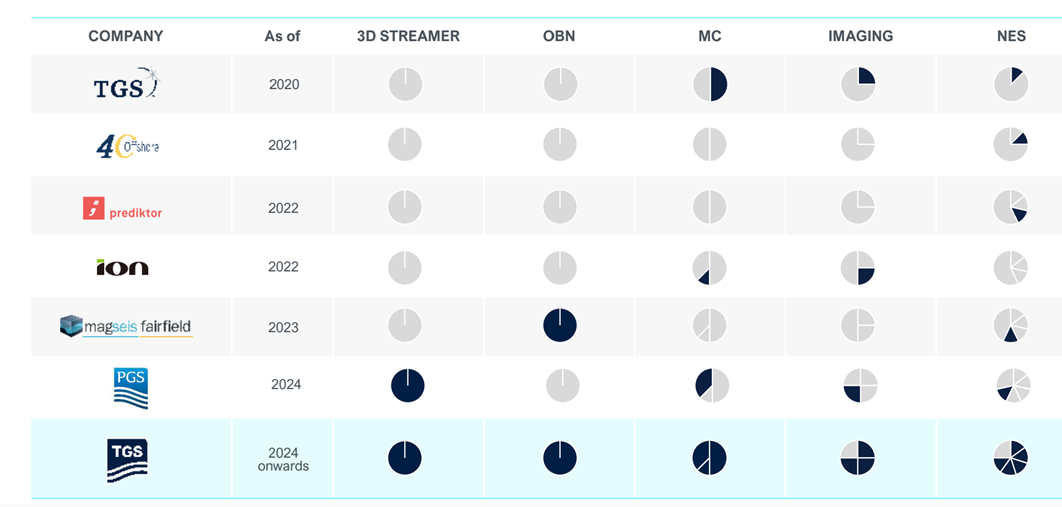 COMPANY As of 3D STREAMER OBN MC IMAGING NES
TGS 2020
4C Offshore 2021
prediktor 2022
ion 2022
magseis fairfield 2023
PGS 2024
TGS 2024
onwards